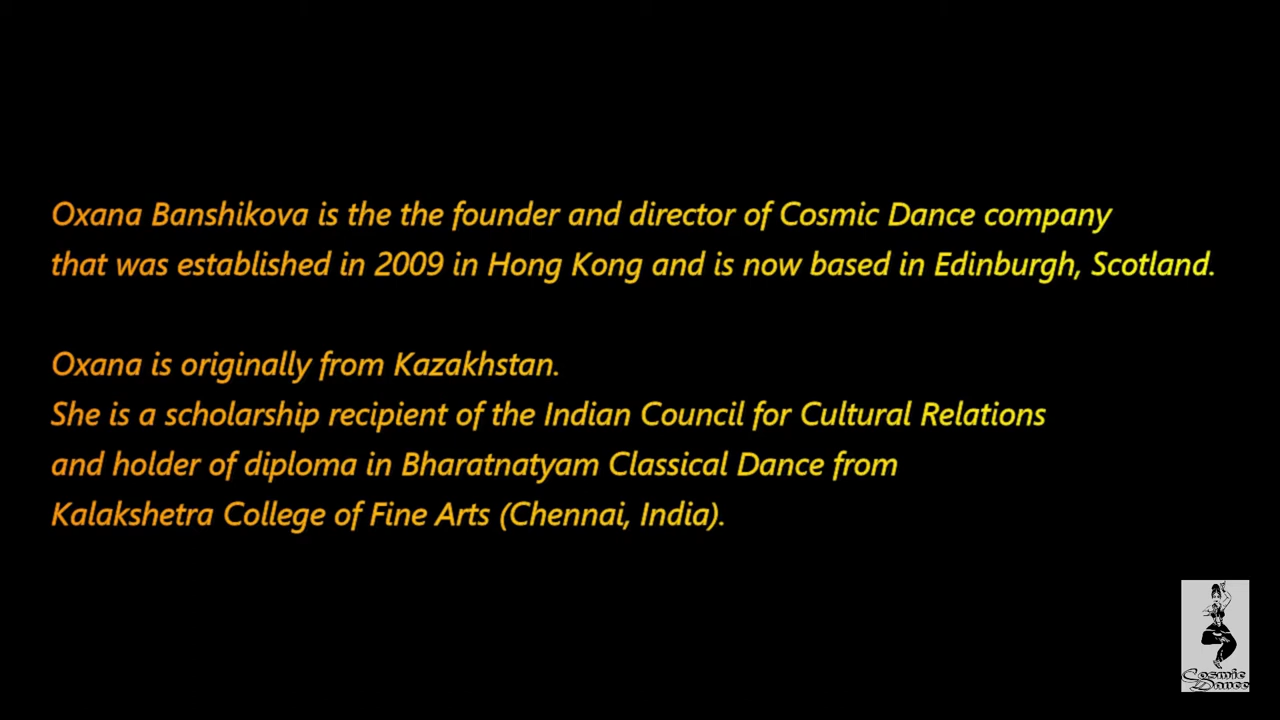 Oxana Banshikova is the the founder and director of Cosmic Dance company
that was established in 2009 in Hong Kong and is now based in Edinburgh, Scotland.
Oxana is originally from Kazakhstan.
She is a scholarship recipient of the Indian Council for Cultural Relations
and holder of diploma in Bharatnatyam Classical Dance from
Kalakshetra College of Fine Arts (Chennai, India).
Cosmic
Dance